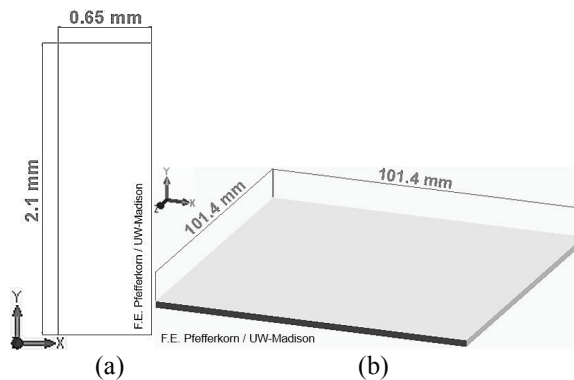 0.65 mm
2.1 mm
F.E. Pfefferkorn / UW-Madison
Y
X
(a)
101.4 mm
101.4 mm
Y
X
Z
F.E. Pfefferkorn / UW-Madison
(b)